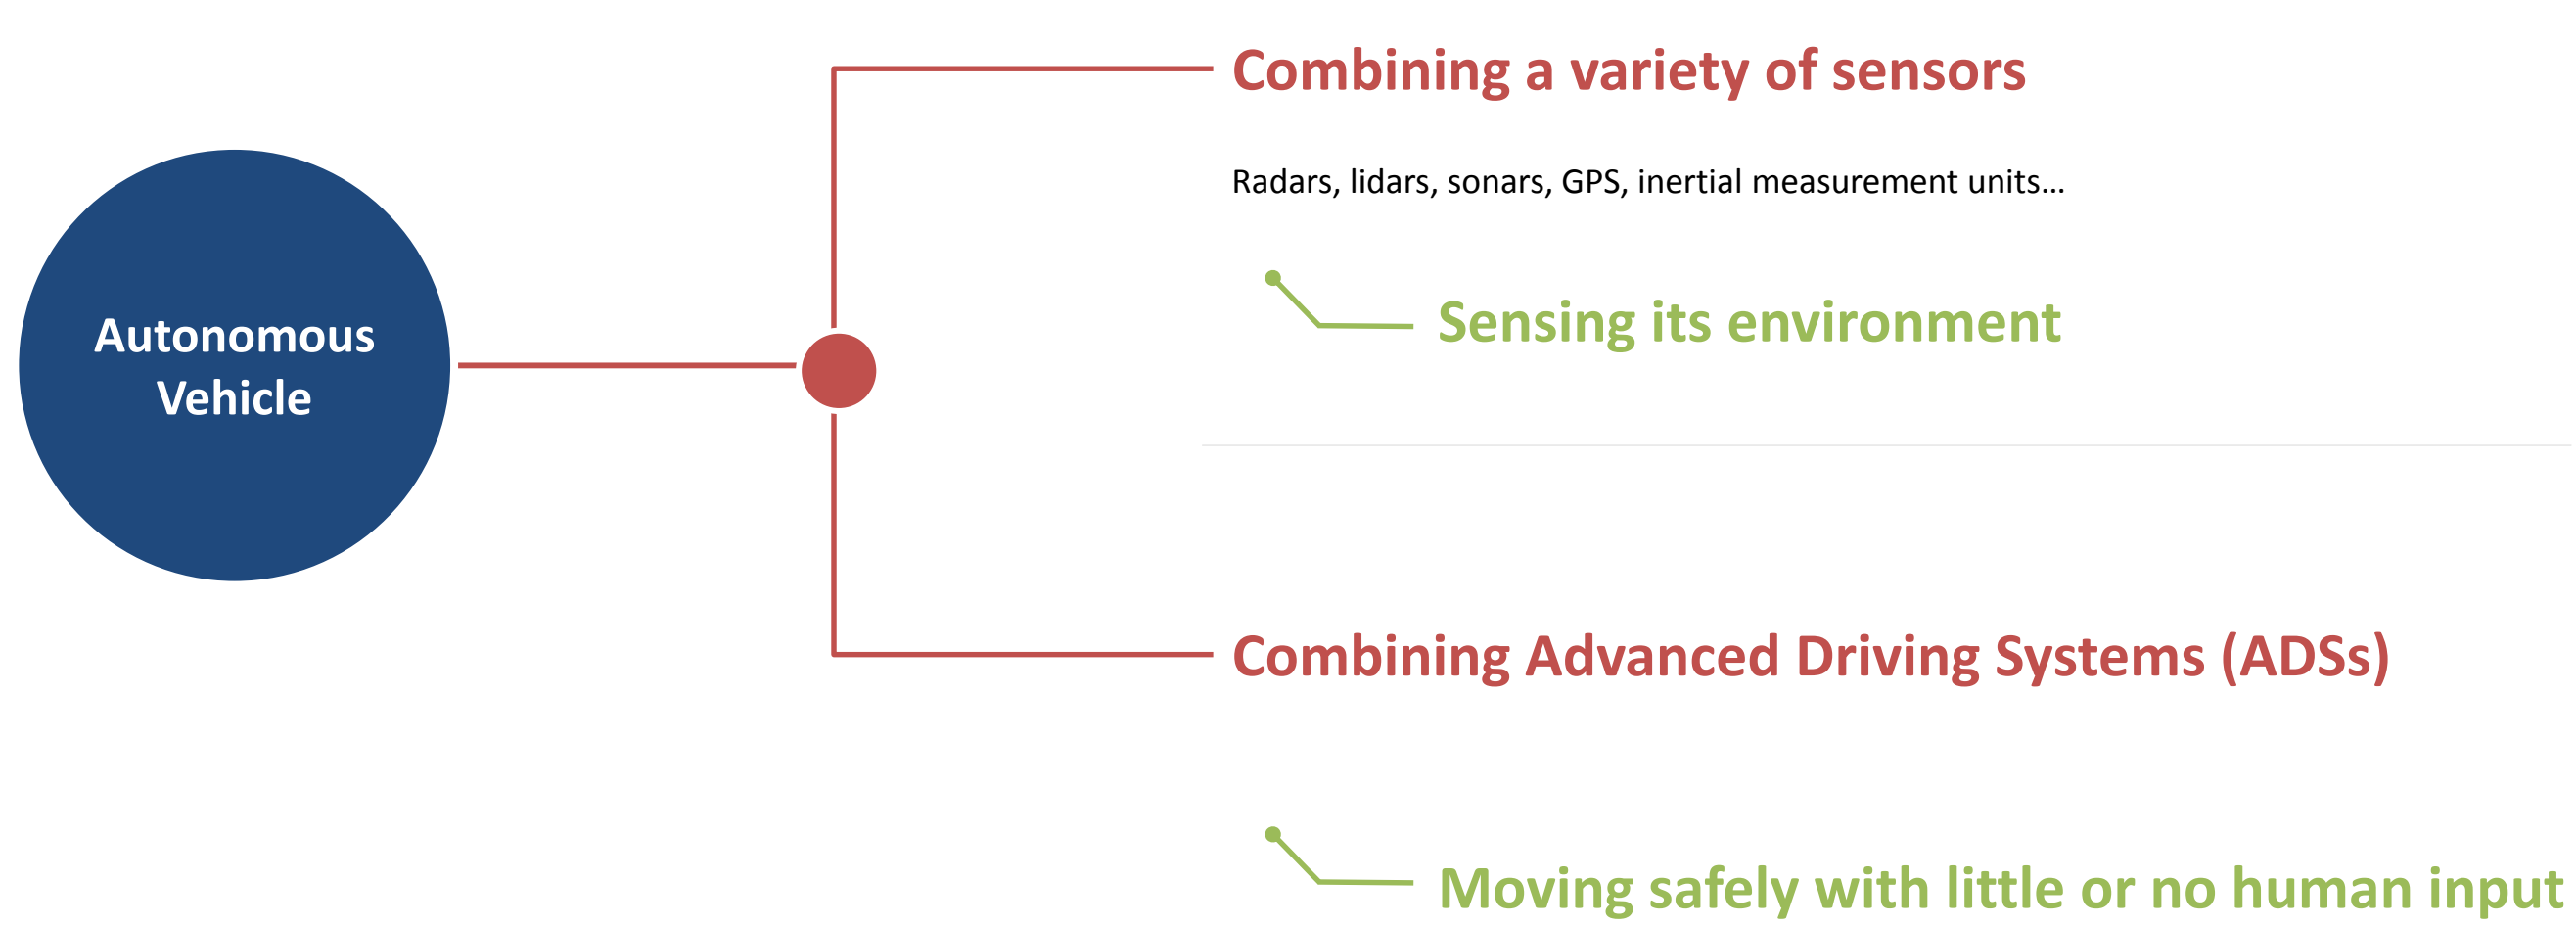 Autonomous
Vehicle
Combining a variety of sensors
Radars, lidars, sonars, GPS, inertial measurement units...
Sensing its environment
Combining Advanced Driving Systems (ADSs)
Moving safely with little or no human input